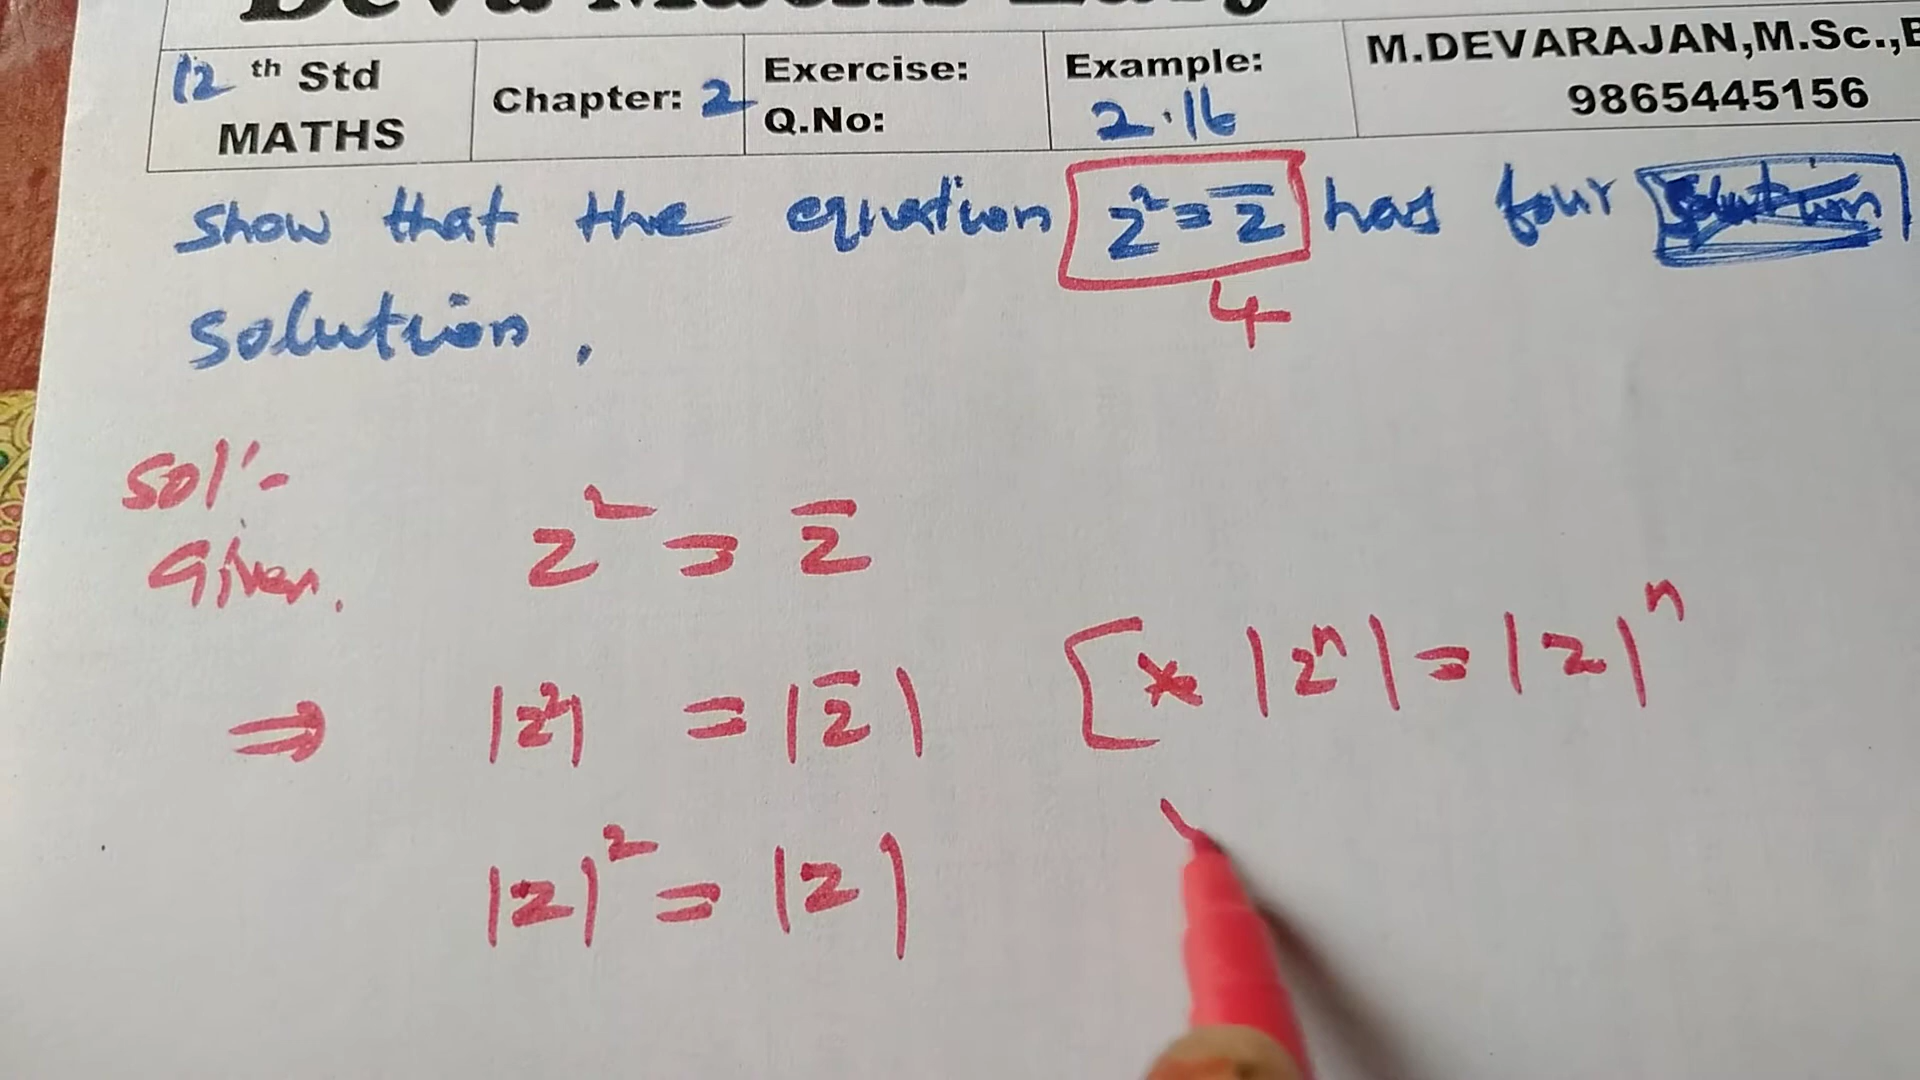 12 th Std
MATHS
Chapter: 2
Exercise:
Q.No:
Example:
2.16
M.DEVARAJAN,M.Sc.,B
9865445156
show that the equation z² = z̅ has four
4
solution.
Sol:-
Given. z² = z̅
⇒ |z²| = |z̅| [* |zⁿ| = |z|ⁿ
|z|² = |z|